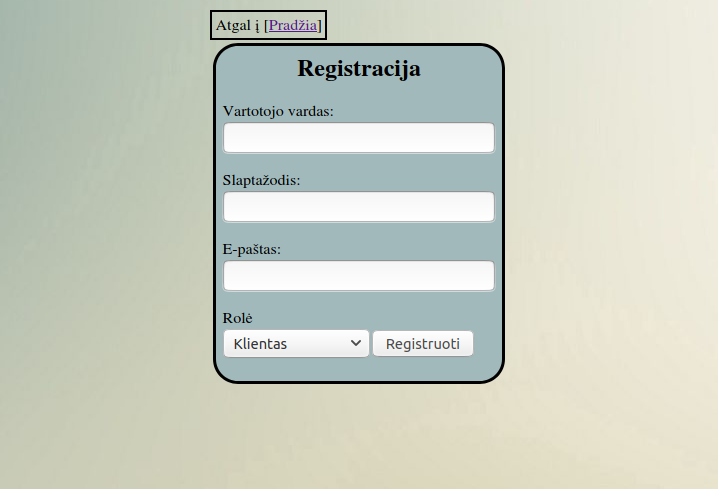 Atgal į [Pradžia]
Registracija
Vartotojo vardas:
Slaptažodis:
E-paštas:
Rolė
Klientas Registruoti